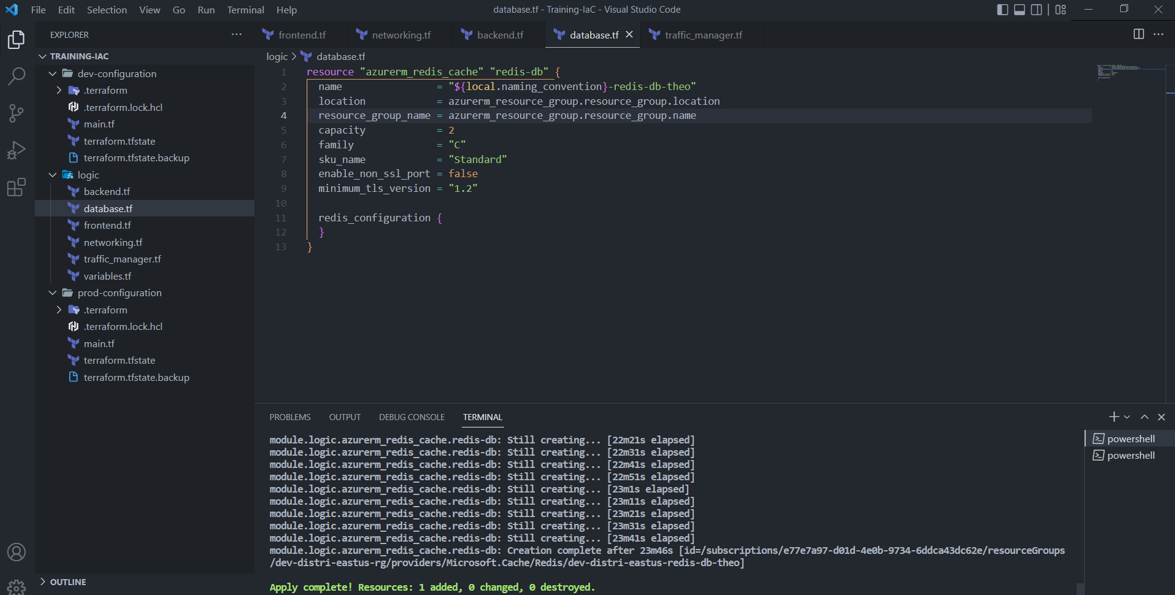 File Edit Selection View Go Run Terminal Help
database.tf - Training-IaC - Visual Studio Code
EXPLORER
TRAINING-IAC
dev-configuration
.terraform
.terraform.lock.hcl
main.tf
terraform.tfstate
terraform.tfstate.backup
logic
backend.tf
database.tf
frontend.tf
networking.tf
traffic_manager.tf
variables.tf
prod-configuration
.terraform
.terraform.lock.hcl
main.tf
terraform.tfstate
terraform.tfstate.backup
OUTLINE
frontend.tf networking.tf backend.tf database.tf traffic_manager.tf
logic > database.tf
1 resource "azurerm_redis_cache" "redis-db" {
2 name = "${local.naming_convention}-redis-db-theo"
3 location = azurerm_resource_group.resource_group.location
4 resource_group_name = azurerm_resource_group.resource_group.name
5 capacity = 2
6 family = "C"
7 sku_name = "Standard"
8 enable_non_ssl_port = false
9 minimum_tls_version = "1.2"
10
11 redis_configuration {
12 }
13 }
PROBLEMS OUTPUT DEBUG CONSOLE TERMINAL
module.logic.azurerm_redis_cache.redis-db: Still creating... [22m21s elapsed]
module.logic.azurerm_redis_cache.redis-db: Still creating... [22m31s elapsed]
module.logic.azurerm_redis_cache.redis-db: Still creating... [22m41s elapsed]
module.logic.azurerm_redis_cache.redis-db: Still creating... [22m51s elapsed]
module.logic.azurerm_redis_cache.redis-db: Still creating... [23m1s elapsed]
module.logic.azurerm_redis_cache.redis-db: Still creating... [23m11s elapsed]
module.logic.azurerm_redis_cache.redis-db: Still creating... [23m21s elapsed]
module.logic.azurerm_redis_cache.redis-db: Still creating... [23m31s elapsed]
module.logic.azurerm_redis_cache.redis-db: Still creating... [23m41s elapsed]
module.logic.azurerm_redis_cache.redis-db: Creation complete after 23m46s [id=/subscriptions/e77e7a97-d01d-4e0b-9734-6ddca43dc62e/resourceGroups
/dev-distri-eastus-rg/providers/Microsoft.Cache/Redis/dev-distri-eastus-redis-db-theo]
Apply complete! Resources: 1 added, 0 changed, 0 destroyed.
powershell
powershell